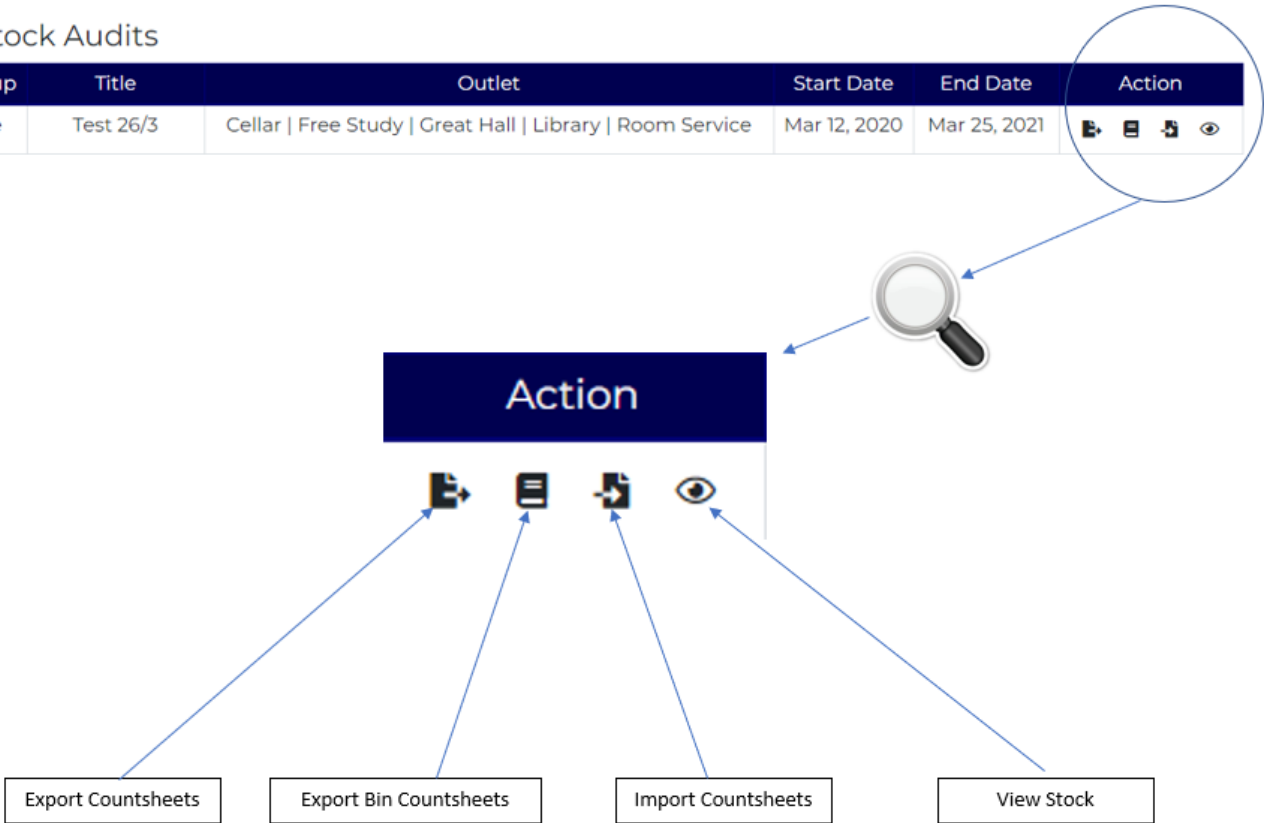 tock Audits
up Title Outlet Start Date End Date Action
e Test 26/3 Cellar | Free Study | Great Hall | Library | Room Service Mar 12, 2020 Mar 25, 2021
Action
Export Countsheets Export Bin Countsheets Import Countsheets View Stock